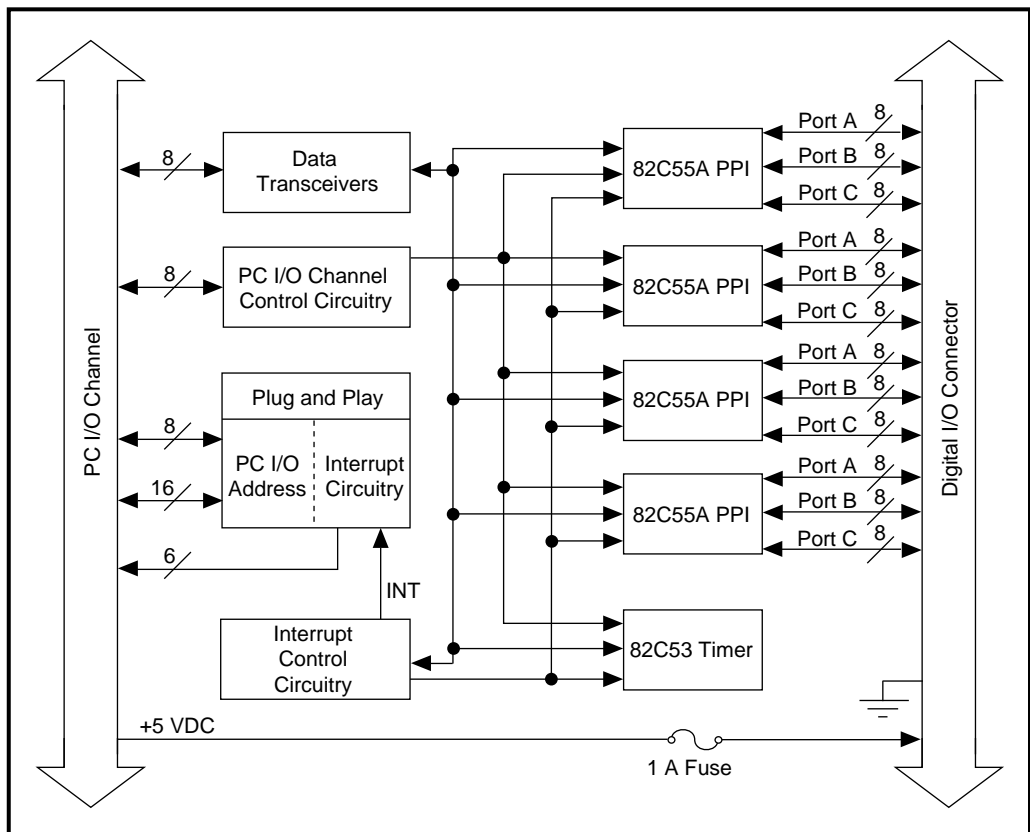 PC I/O Channel
8
Data
Transceivers
8
PC I/O Channel
Control Circuitry
Plug and Play
8
16
PC I/O
Address
Interrupt
Circuitry
6
INT
Interrupt
Control
Circuitry
+5 VDC
1 A Fuse
82C55A PPI
Port A 8
Port B 8
Port C 8
82C55A PPI
Port A 8
Port B 8
Port C 8
82C55A PPI
Port A 8
Port B 8
Port C 8
82C55A PPI
Port A 8
Port B 8
Port C 8
82C53 Timer
Digital I/O Connector